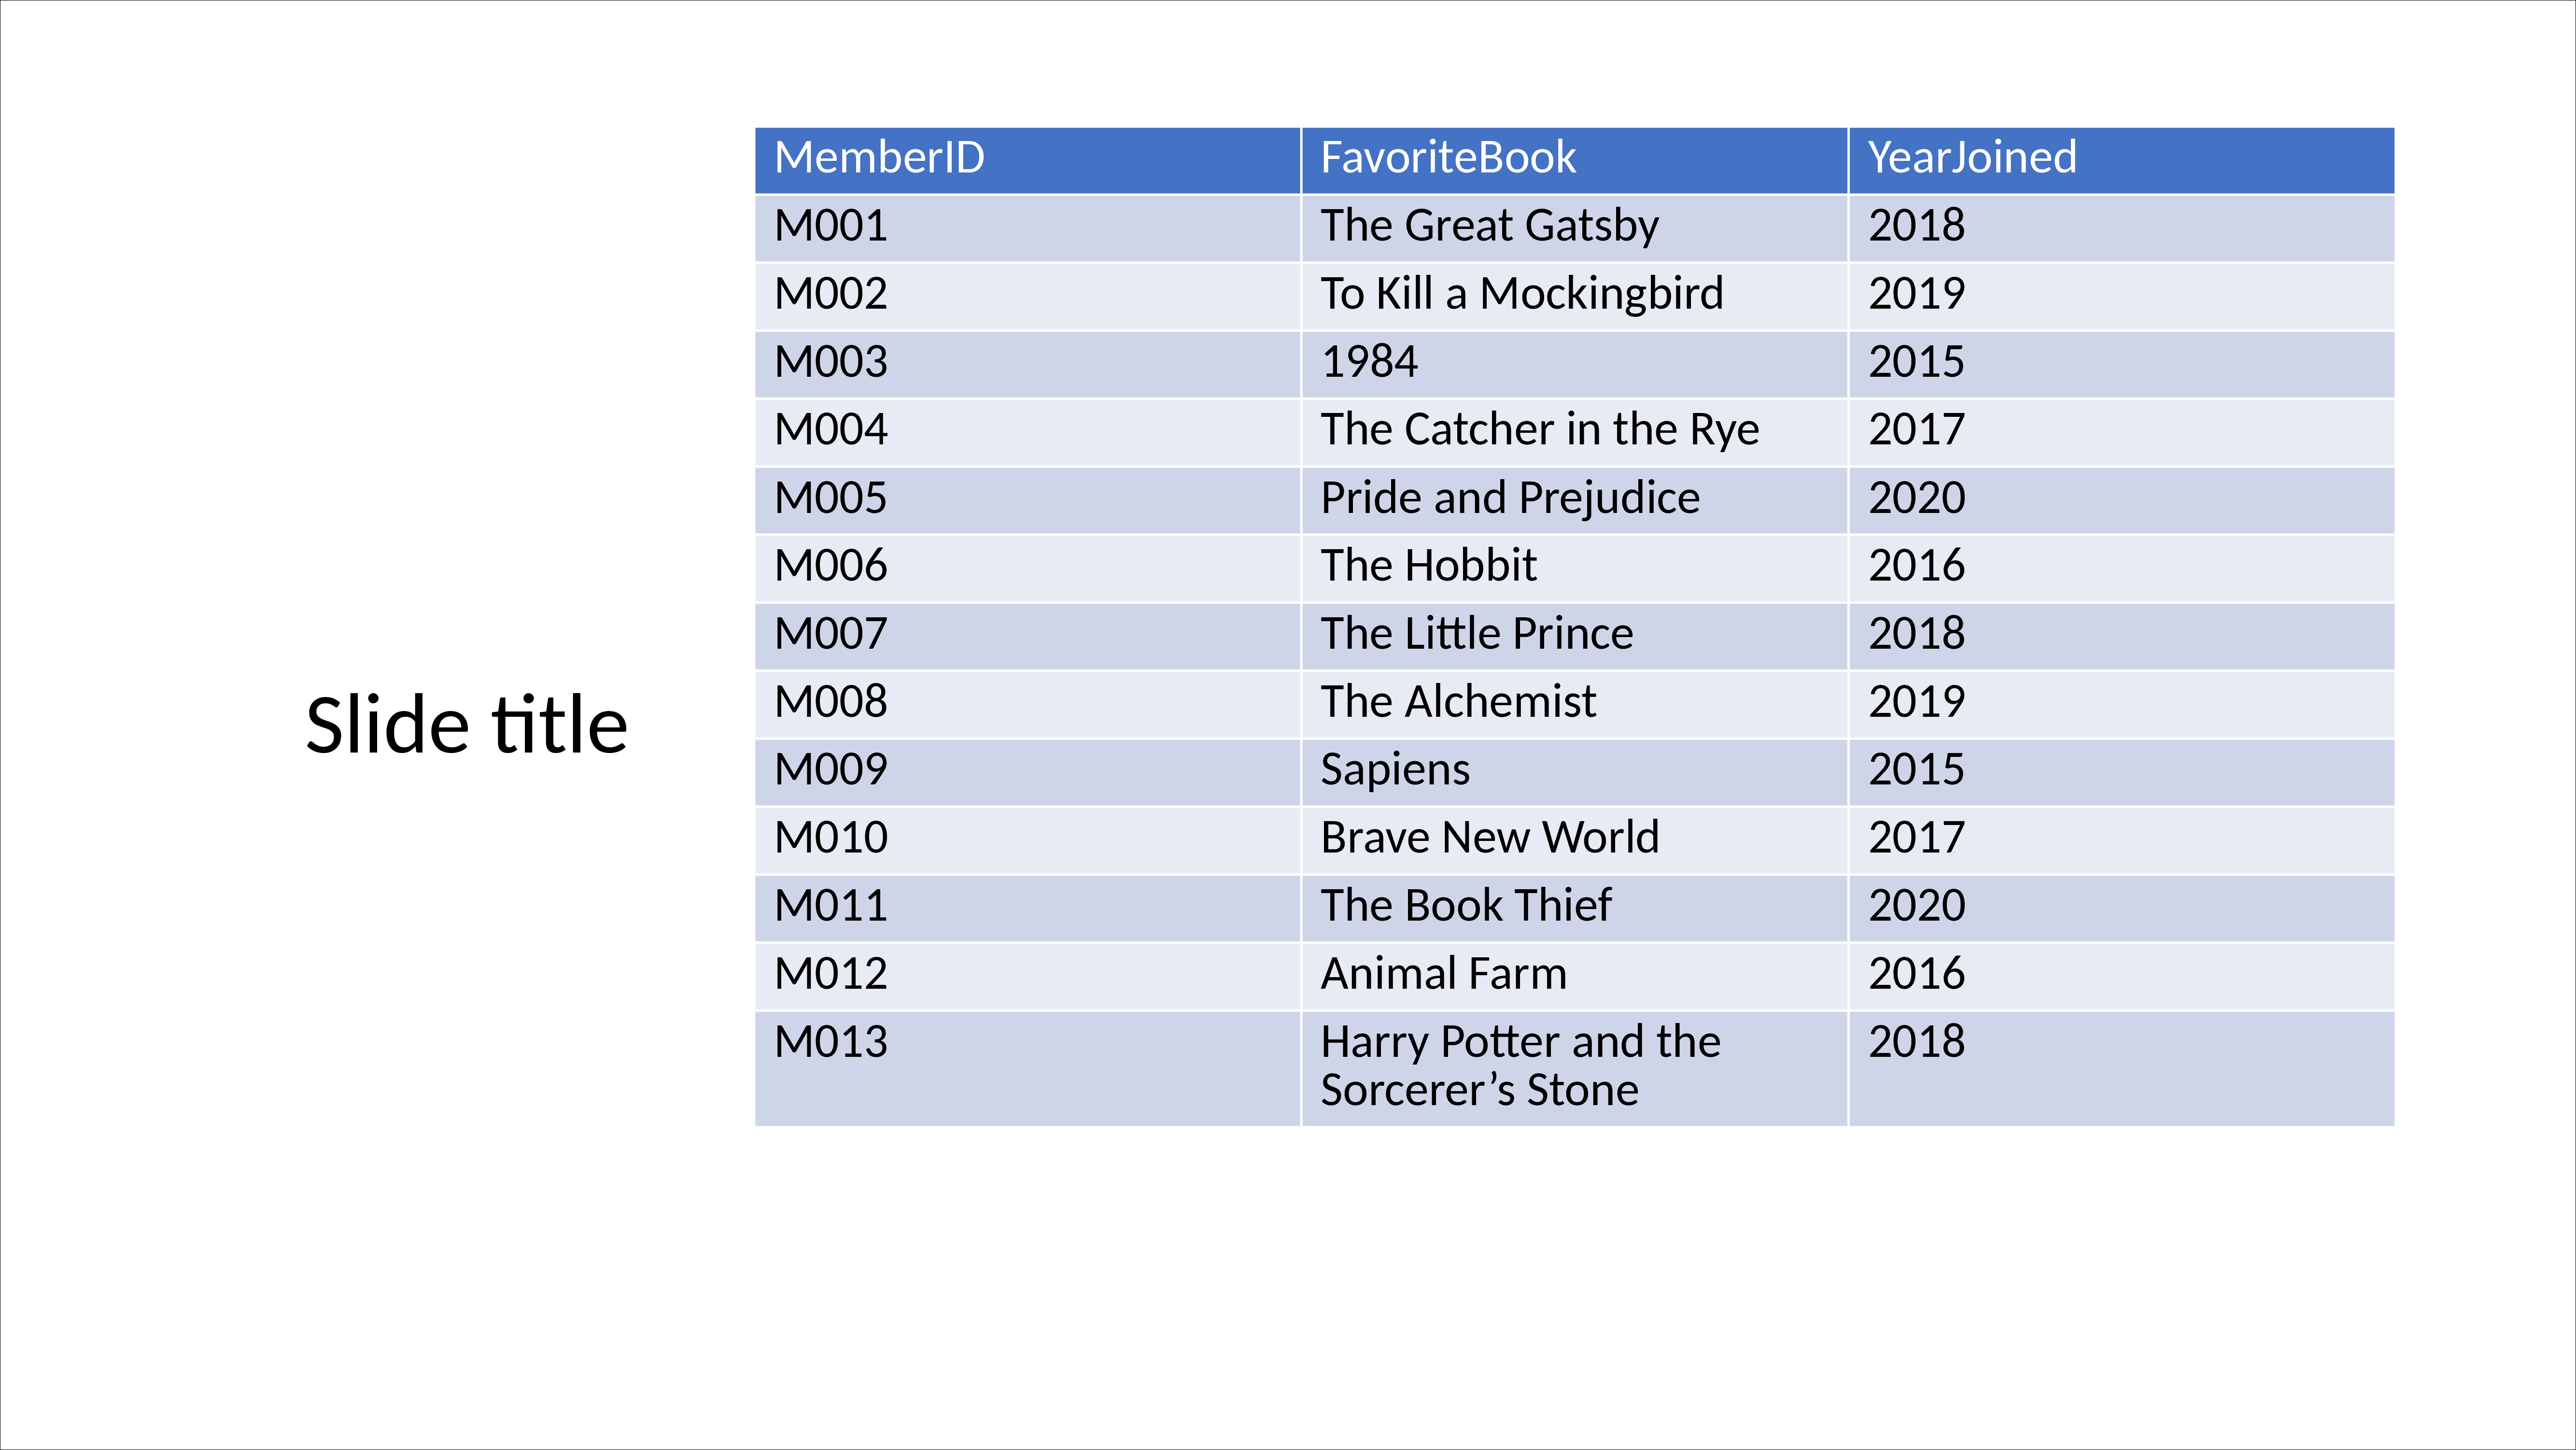 Slide title
MemberID FavoriteBook YearJoined
M001 The Great Gatsby 2018
M002 To Kill a Mockingbird 2019
M003 1984 2015
M004 The Catcher in the Rye 2017
M005 Pride and Prejudice 2020
M006 The Hobbit 2016
M007 The Little Prince 2018
M008 The Alchemist 2019
M009 Sapiens 2015
M010 Brave New World 2017
M011 The Book Thief 2020
M012 Animal Farm 2016
M013 Harry Potter and the 2018
Sorcerer’s Stone